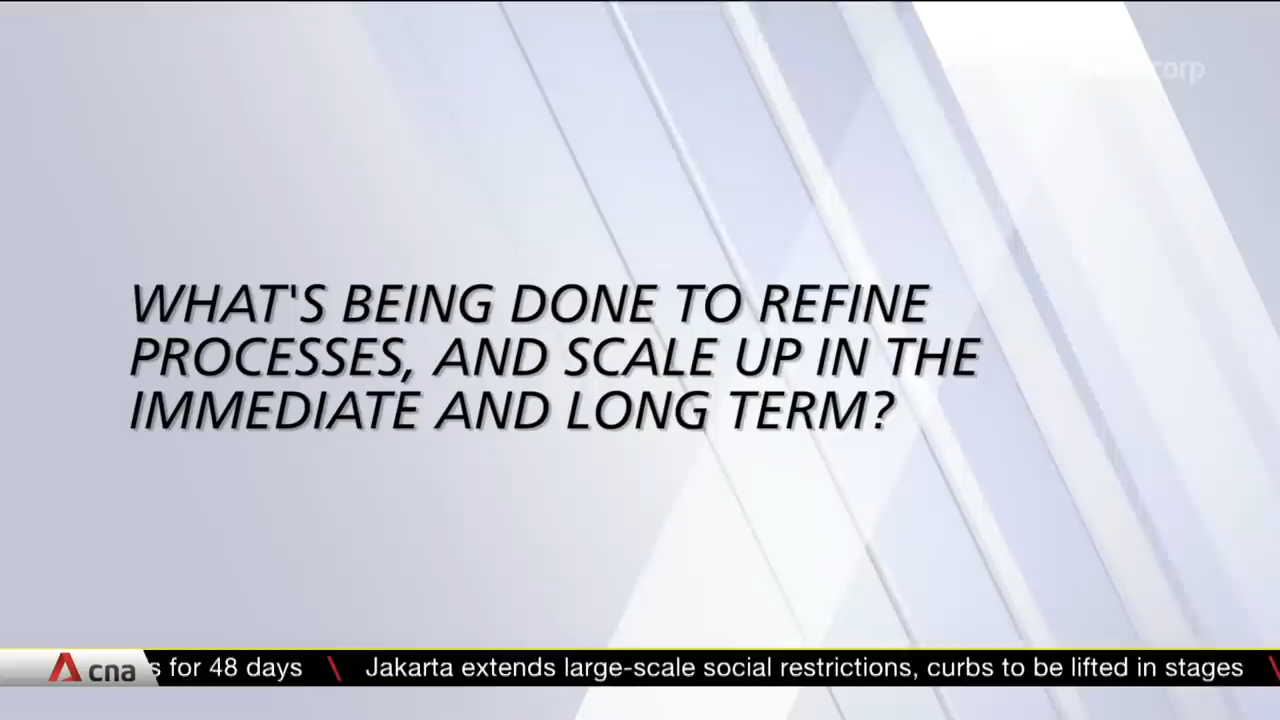 WHAT'S BEING DONE TO REFINE
PROCESSES, AND SCALE UP IN THE
IMMEDIATE AND LONG TERM?
cna s for 48 days \ Jakarta extends large-scale social restrictions, curbs to be lifted in stages